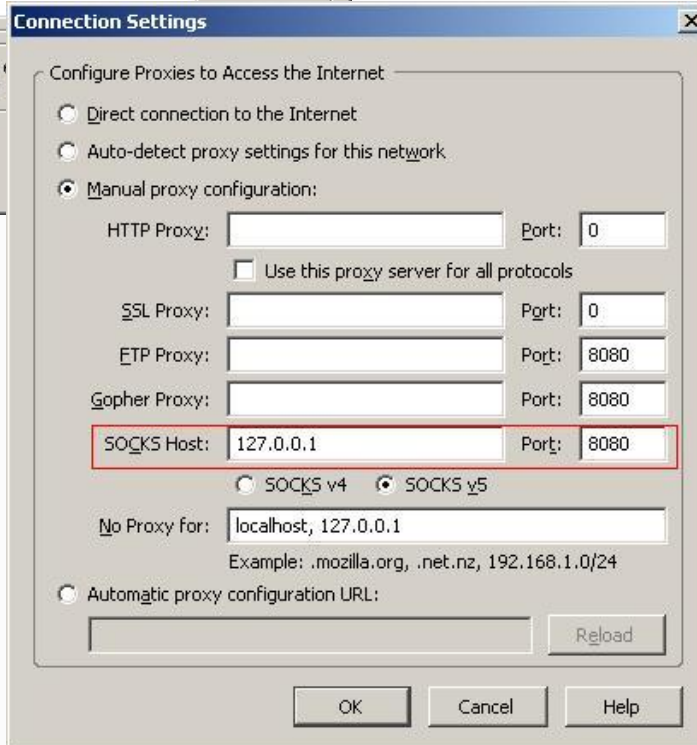 Connection Settings
Configure Proxies to Access the Internet
Direct connection to the Internet
Auto-detect proxy settings for this network
Manual proxy configuration:
HTTP Proxy: Port: 0
Use this proxy server for all protocols
SSL Proxy: Port: 0
FTP Proxy: Port: 8080
Gopher Proxy: Port: 8080
SOCKS Host: 127.0.0.1 Port: 8080
SOCKS v4 SOCKS v5
No Proxy for: localhost, 127.0.0.1
Example: .mozilla.org, .net.nz, 192.168.1.0/24
Automatic proxy configuration URL:
Reload
OK Cancel Help